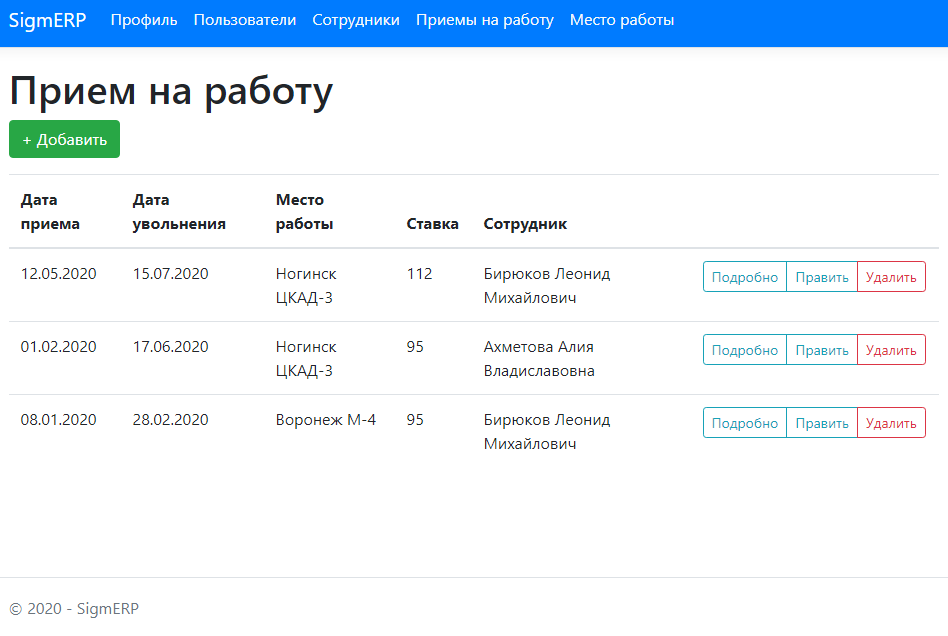 SigmERP Профиль Пользователи Сотрудники Приемы на работу Место работы
Прием на работу
+ Добавить
Дата приема Дата увольнения Место работы Ставка Сотрудник
12.05.2020 15.07.2020 Ногинск ЦКАД-3 112 Бирюков Леонид Михайлович Подробно Править Удалить
01.02.2020 17.06.2020 Ногинск ЦКАД-3 95 Ахметова Алия Владиславовна Подробно Править Удалить
08.01.2020 28.02.2020 Воронеж М-4 95 Бирюков Леонид Михайлович Подробно Править Удалить
© 2020 - SigmERP